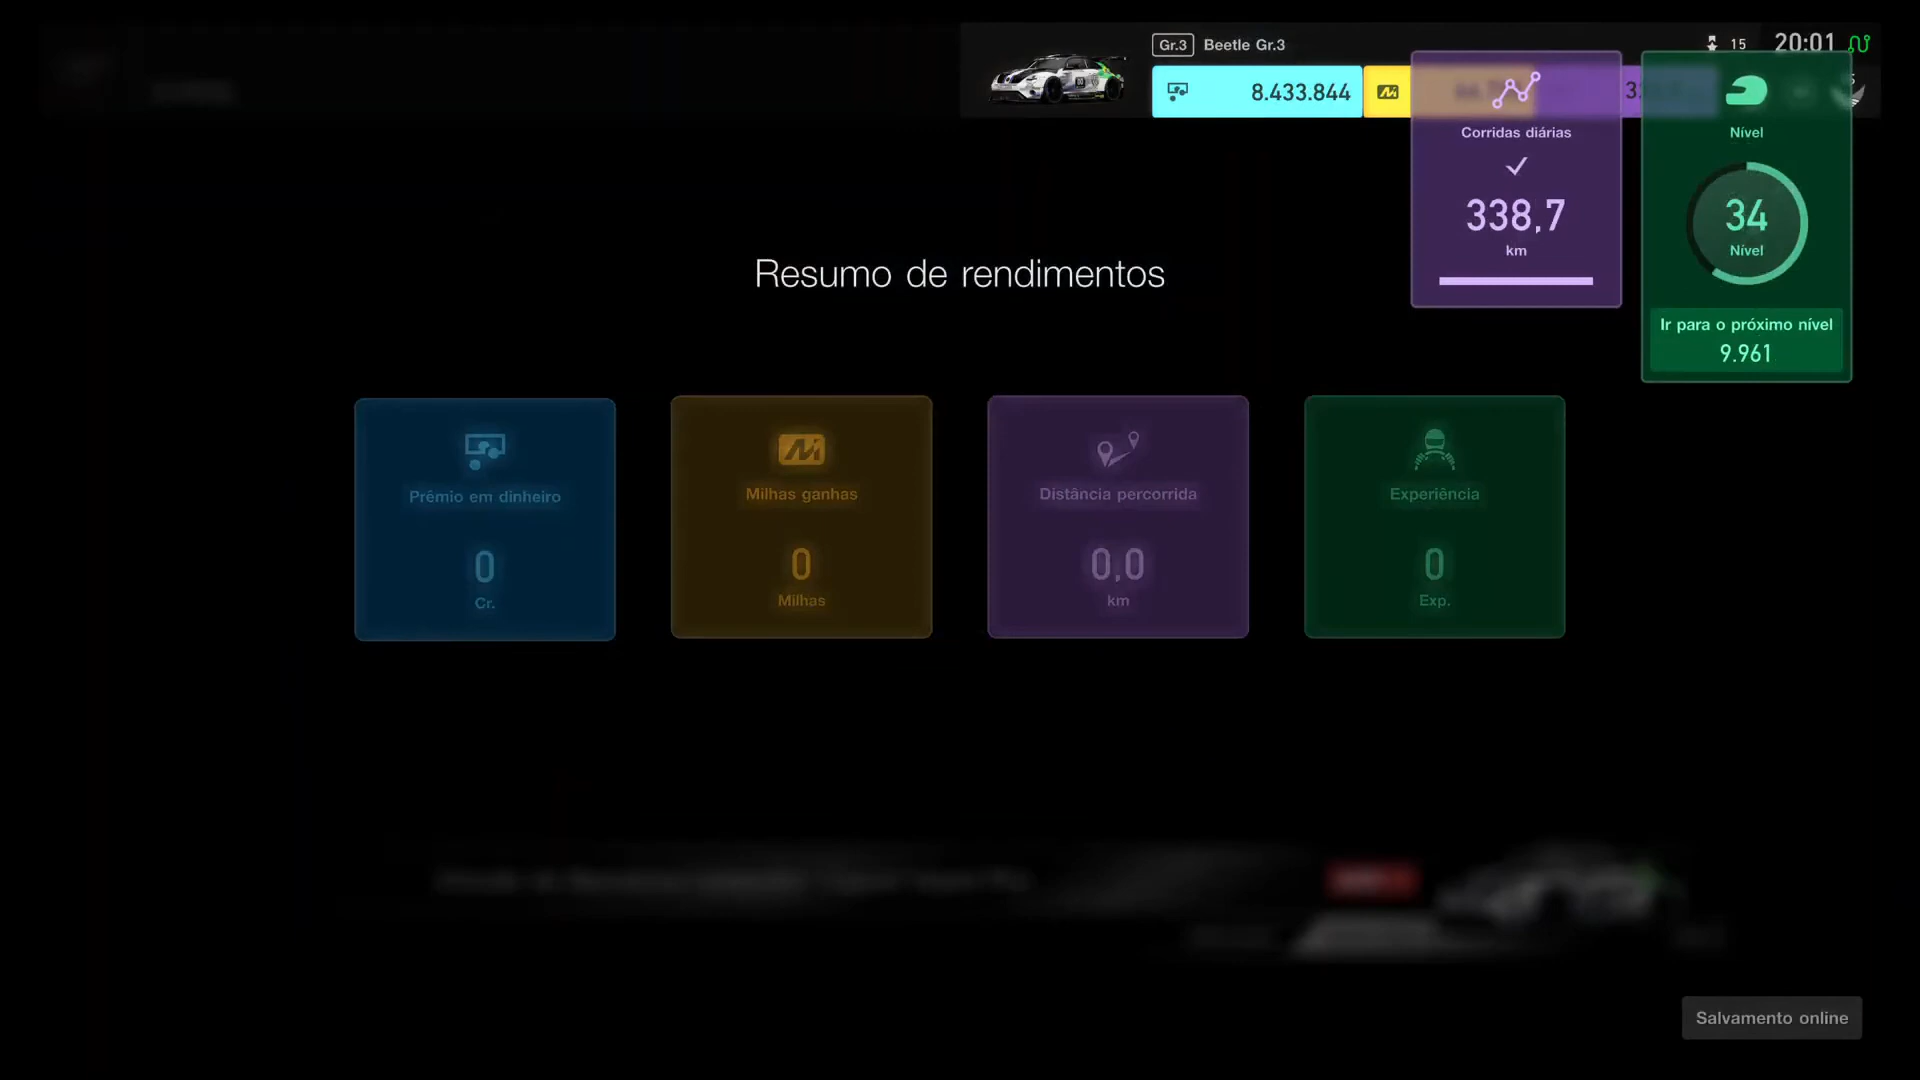 Gr.3 Beetle Gr.3
15 20:01
8.433.844
Corridas diárias
338,7
km
Nível
34
Nível
Ir para o próximo nível
9.961
Resumo de rendimentos
Prêmio em dinheiro
0
Cr.
Milhas ganhas
0
Milhas
Distância percorrida
0,0
km
Experiência
0
Exp.
Salvamento online